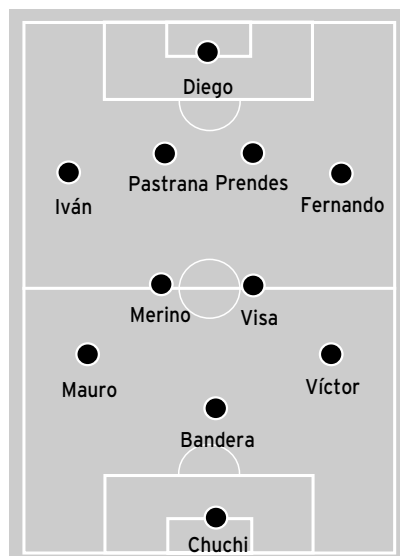 Diego
Pastrana Prendes
Iván
Fernando
Merino
Visa
Mauro
Víctor
Bandera
Chuchi